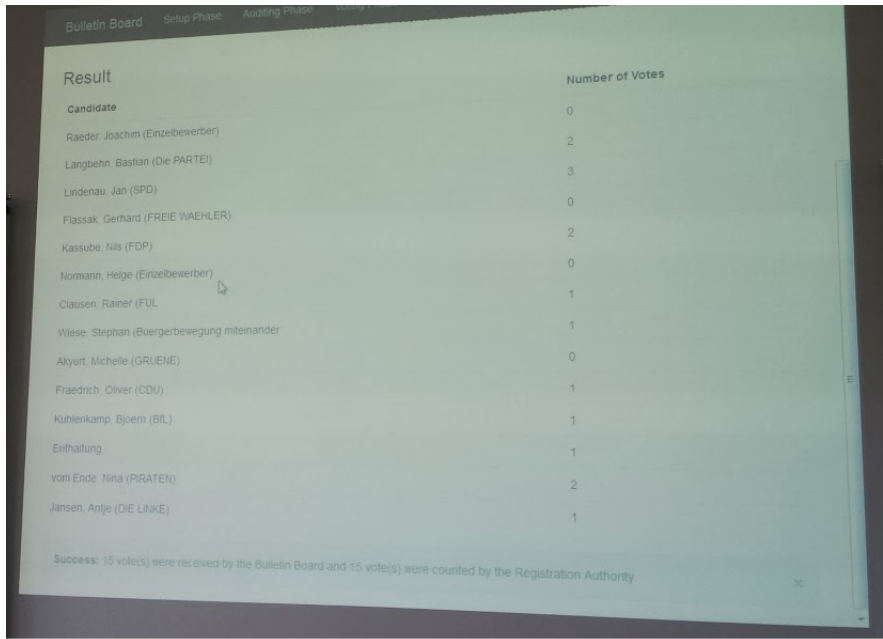 Bulletin Board Setup Phase Auditing Phase Voting
Result
Candidate Number of Votes
Raeder, Joachim (Einzelbewerber) 0
Langbehn, Bastian (Die PARTEI) 2
Lindenau, Jan (SPD) 3
Flassak, Gerhard (FREIE WAEHLER) 0
Kassube, Nils (FDP) 2
Normann, Helge (Einzelbewerber) 0
Clausen, Rainer (FUL 1
Wiese, Stephan (Buergerbewegung miteinander 1
Akyurt, Michelle (GRUENE) 0
Fraedrich, Oliver (CDU) 1
Kuhlenkamp, Bjoern (BfL) 1
Enthaltung 1
vom Ende, Nina (PIRATEN) 2
Jansen, Antje (DIE LINKE) 1
Success: 15 vote(s) were received by the Bulletin Board and 15 vote(s) were counted by the Registration Authority.